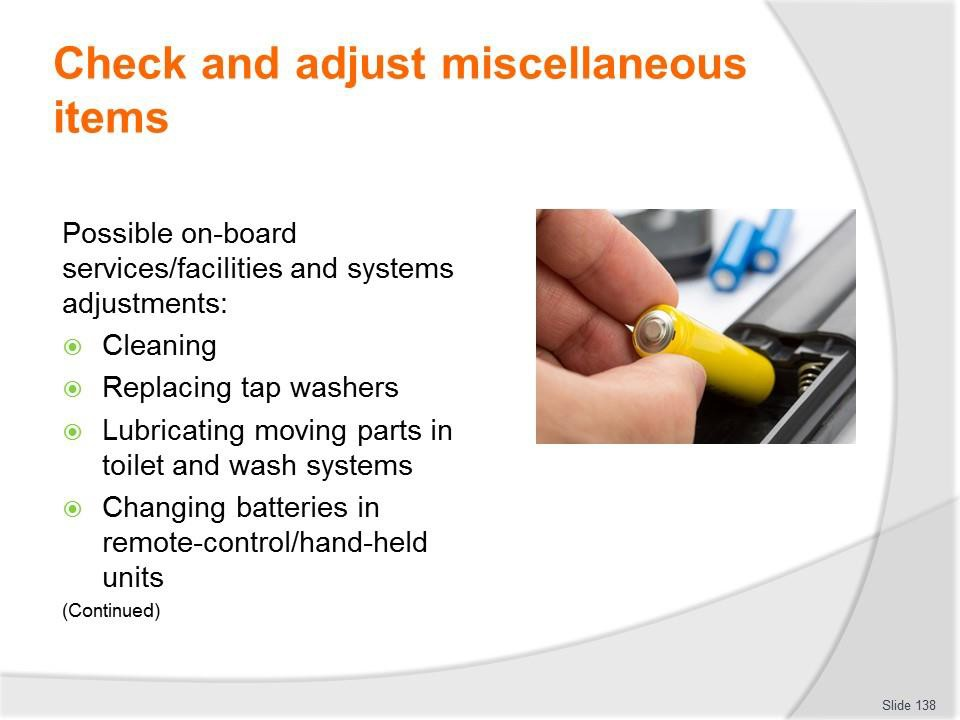 Check and adjust miscellaneous
items
Possible on-board
services/facilities and systems
adjustments:
Cleaning
Replacing tap washers
Lubricating moving parts in
toilet and wash systems
Changing batteries in
remote-control/hand-held
units
(Continued)
Slide 138